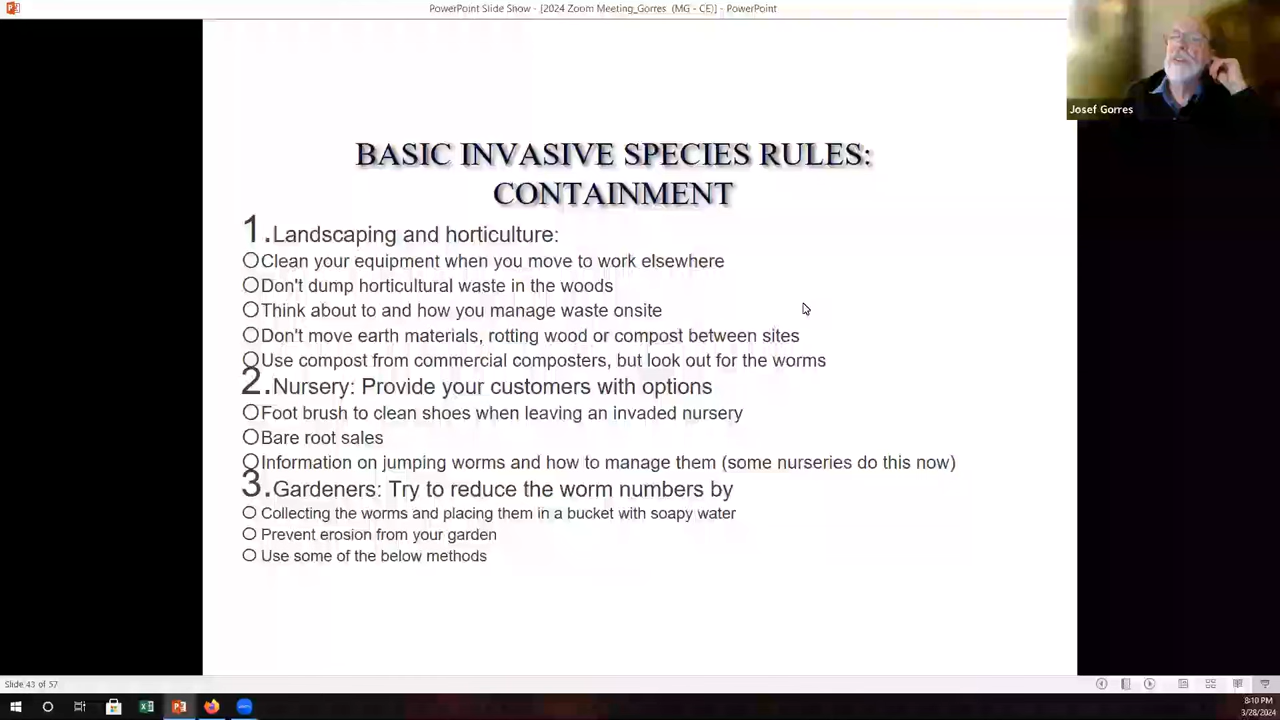 PowerPoint Slide Show - [2024 Zoom Meeting_Gorres (MG - CE)] - PowerPoint
Josef Gorres
BASIC INVASIVE SPECIES RULES:
CONTAINMENT
1.Landscaping and horticulture:
Clean your equipment when you move to work elsewhere
Don't dump horticultural waste in the woods
Think about to and how you manage waste onsite
Don't move earth materials, rotting wood or compost between sites
Use compost from commercial composters, but look out for the worms
2.Nursery: Provide your customers with options
Foot brush to clean shoes when leaving an invaded nursery
Bare root sales
Information on jumping worms and how to manage them (some nurseries do this now)
3.Gardeners: Try to reduce the worm numbers by
Collecting the worms and placing them in a bucket with soapy water
Prevent erosion from your garden
Use some of the below methods
Slide 43 of 57
8:10 PM
3/28/2024